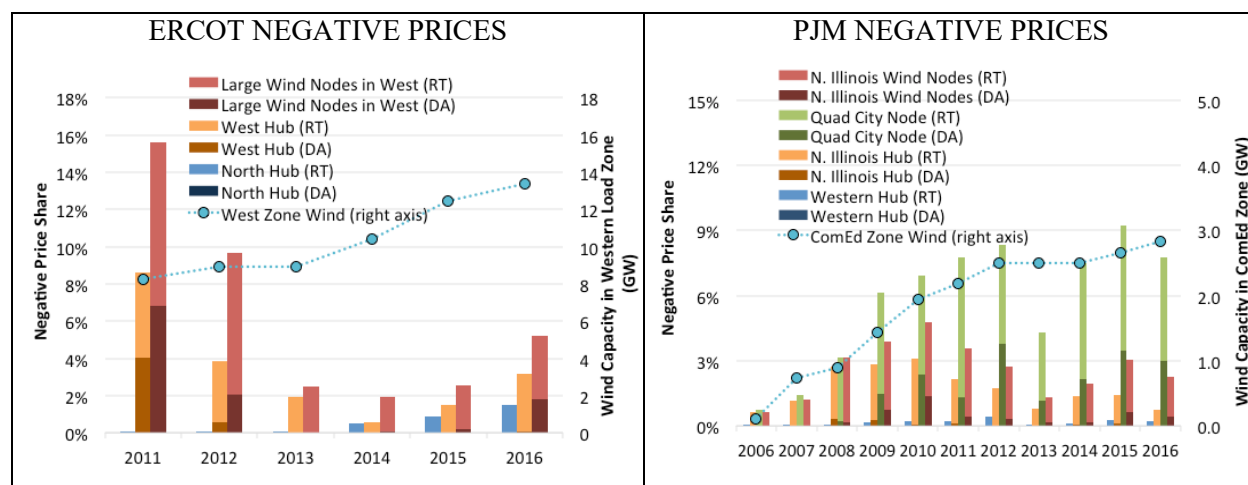 ERCOT NEGATIVE PRICES
Large Wind Nodes in West (RT)
Large Wind Nodes in West (DA)
West Hub (RT)
West Hub (DA)
North Hub (RT)
North Hub (DA)
West Zone Wind (right axis)
Negative Price Share
18%
16%
14%
12%
10%
8%
6%
4%
2%
0%
18
16
14
12
10
8
6
4
2
0
Wind Capacity in Western Load Zone
(GW)
2011 2012 2013 2014 2015 2016
PJM NEGATIVE PRICES
N. Illinois Wind Nodes (RT)
N. Illinois Wind Nodes (DA)
Quad City Node (RT)
Quad City Node (DA)
N. Illinois Hub (RT)
N. Illinois Hub (DA)
Western Hub (RT)
Western Hub (DA)
ComEd Zone Wind (right axis)
Negative Price Share
15%
12%
9%
6%
3%
0%
5.0
4.0
3.0
2.0
1.0
0.0
Wind Capacity in ComEd Zone (GW)
2006 2007 2008 2009 2010 2011 2012 2013 2014 2015 2016